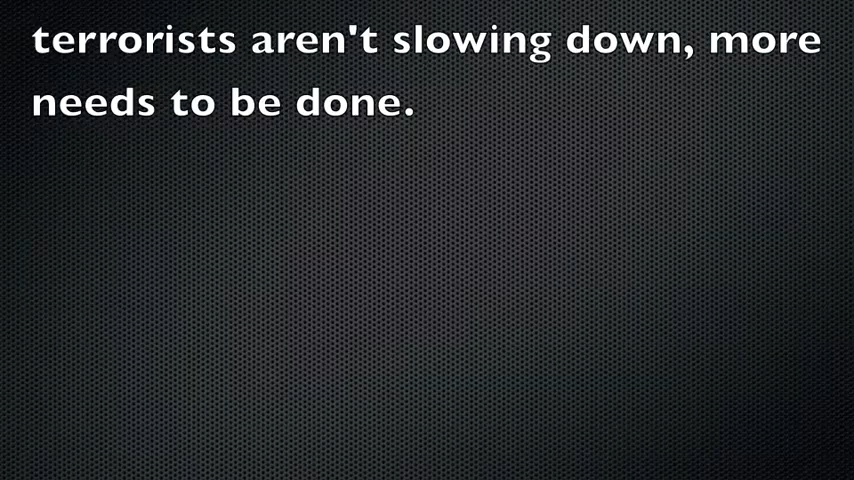 terrorists aren't slowing down, more
needs to be done.